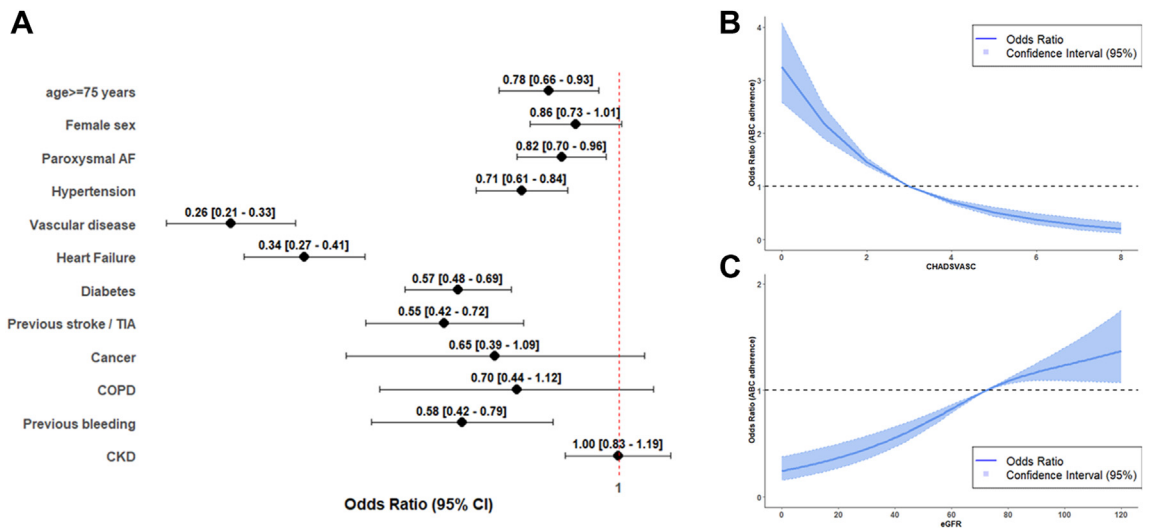 A
age>=75 years
0.78 [0.66 - 0.93]
Female sex
0.86 [0.73 - 1.01]
Paroxysmal AF
0.82 [0.70 - 0.96]
Hypertension
0.71 [0.61 - 0.84]
Vascular disease
0.26 [0.21 - 0.33]
Heart Failure
0.34 [0.27 - 0.41]
Diabetes
0.57 [0.48 - 0.69]
Previous stroke / TIA
0.55 [0.42 - 0.72]
Cancer
0.65 [0.39 - 1.09]
COPD
0.70 [0.44 - 1.12]
Previous bleeding
0.58 [0.42 - 0.79]
CKD
1.00 [0.83 - 1.19]
1
Odds Ratio (95% CI)
B
Odds Ratio (ABC adherence)
4
3
2
1
0
Odds Ratio
Confidence Interval (95%)
0 2 4 6 8
CHADSVASC
C
Odds Ratio (ABC adherence)
2
1
0
Odds Ratio
Confidence Interval (95%)
0 20 40 60 80 100 120
eGFR